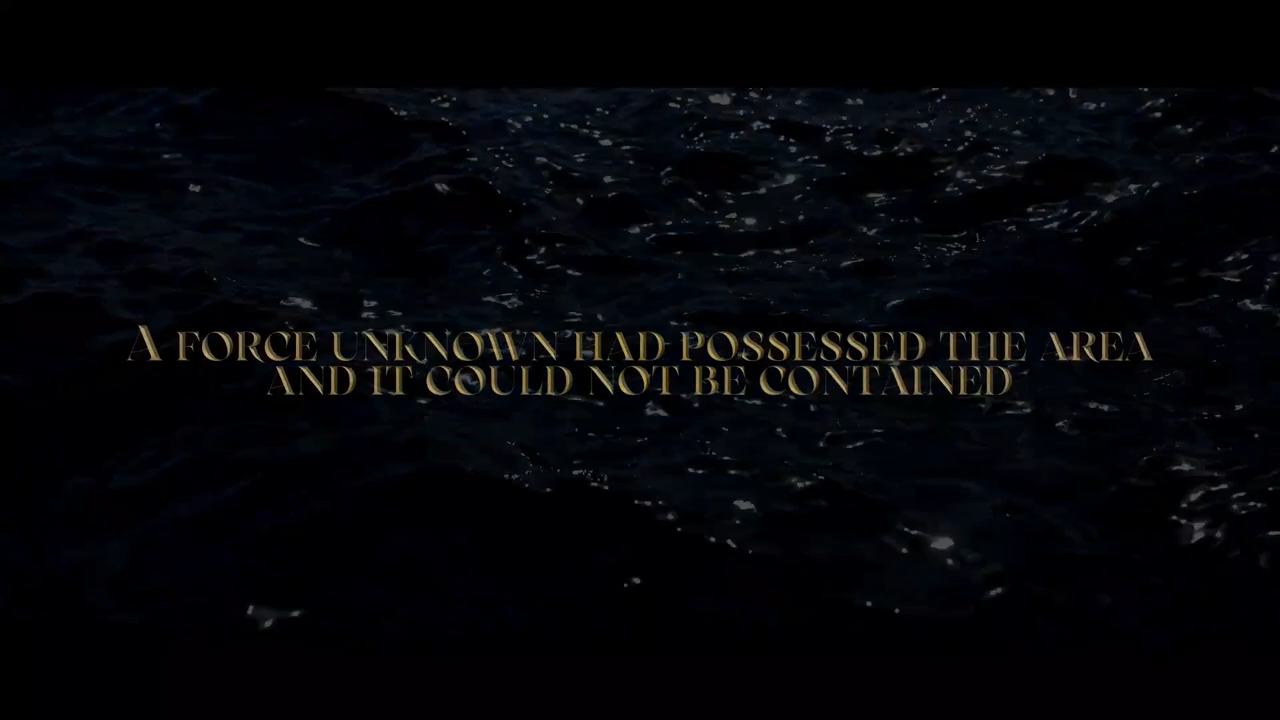 A FORCE UNKNOWN HAD POSSESSED THE AREA
AND IT COULD NOT BE CONTAINED